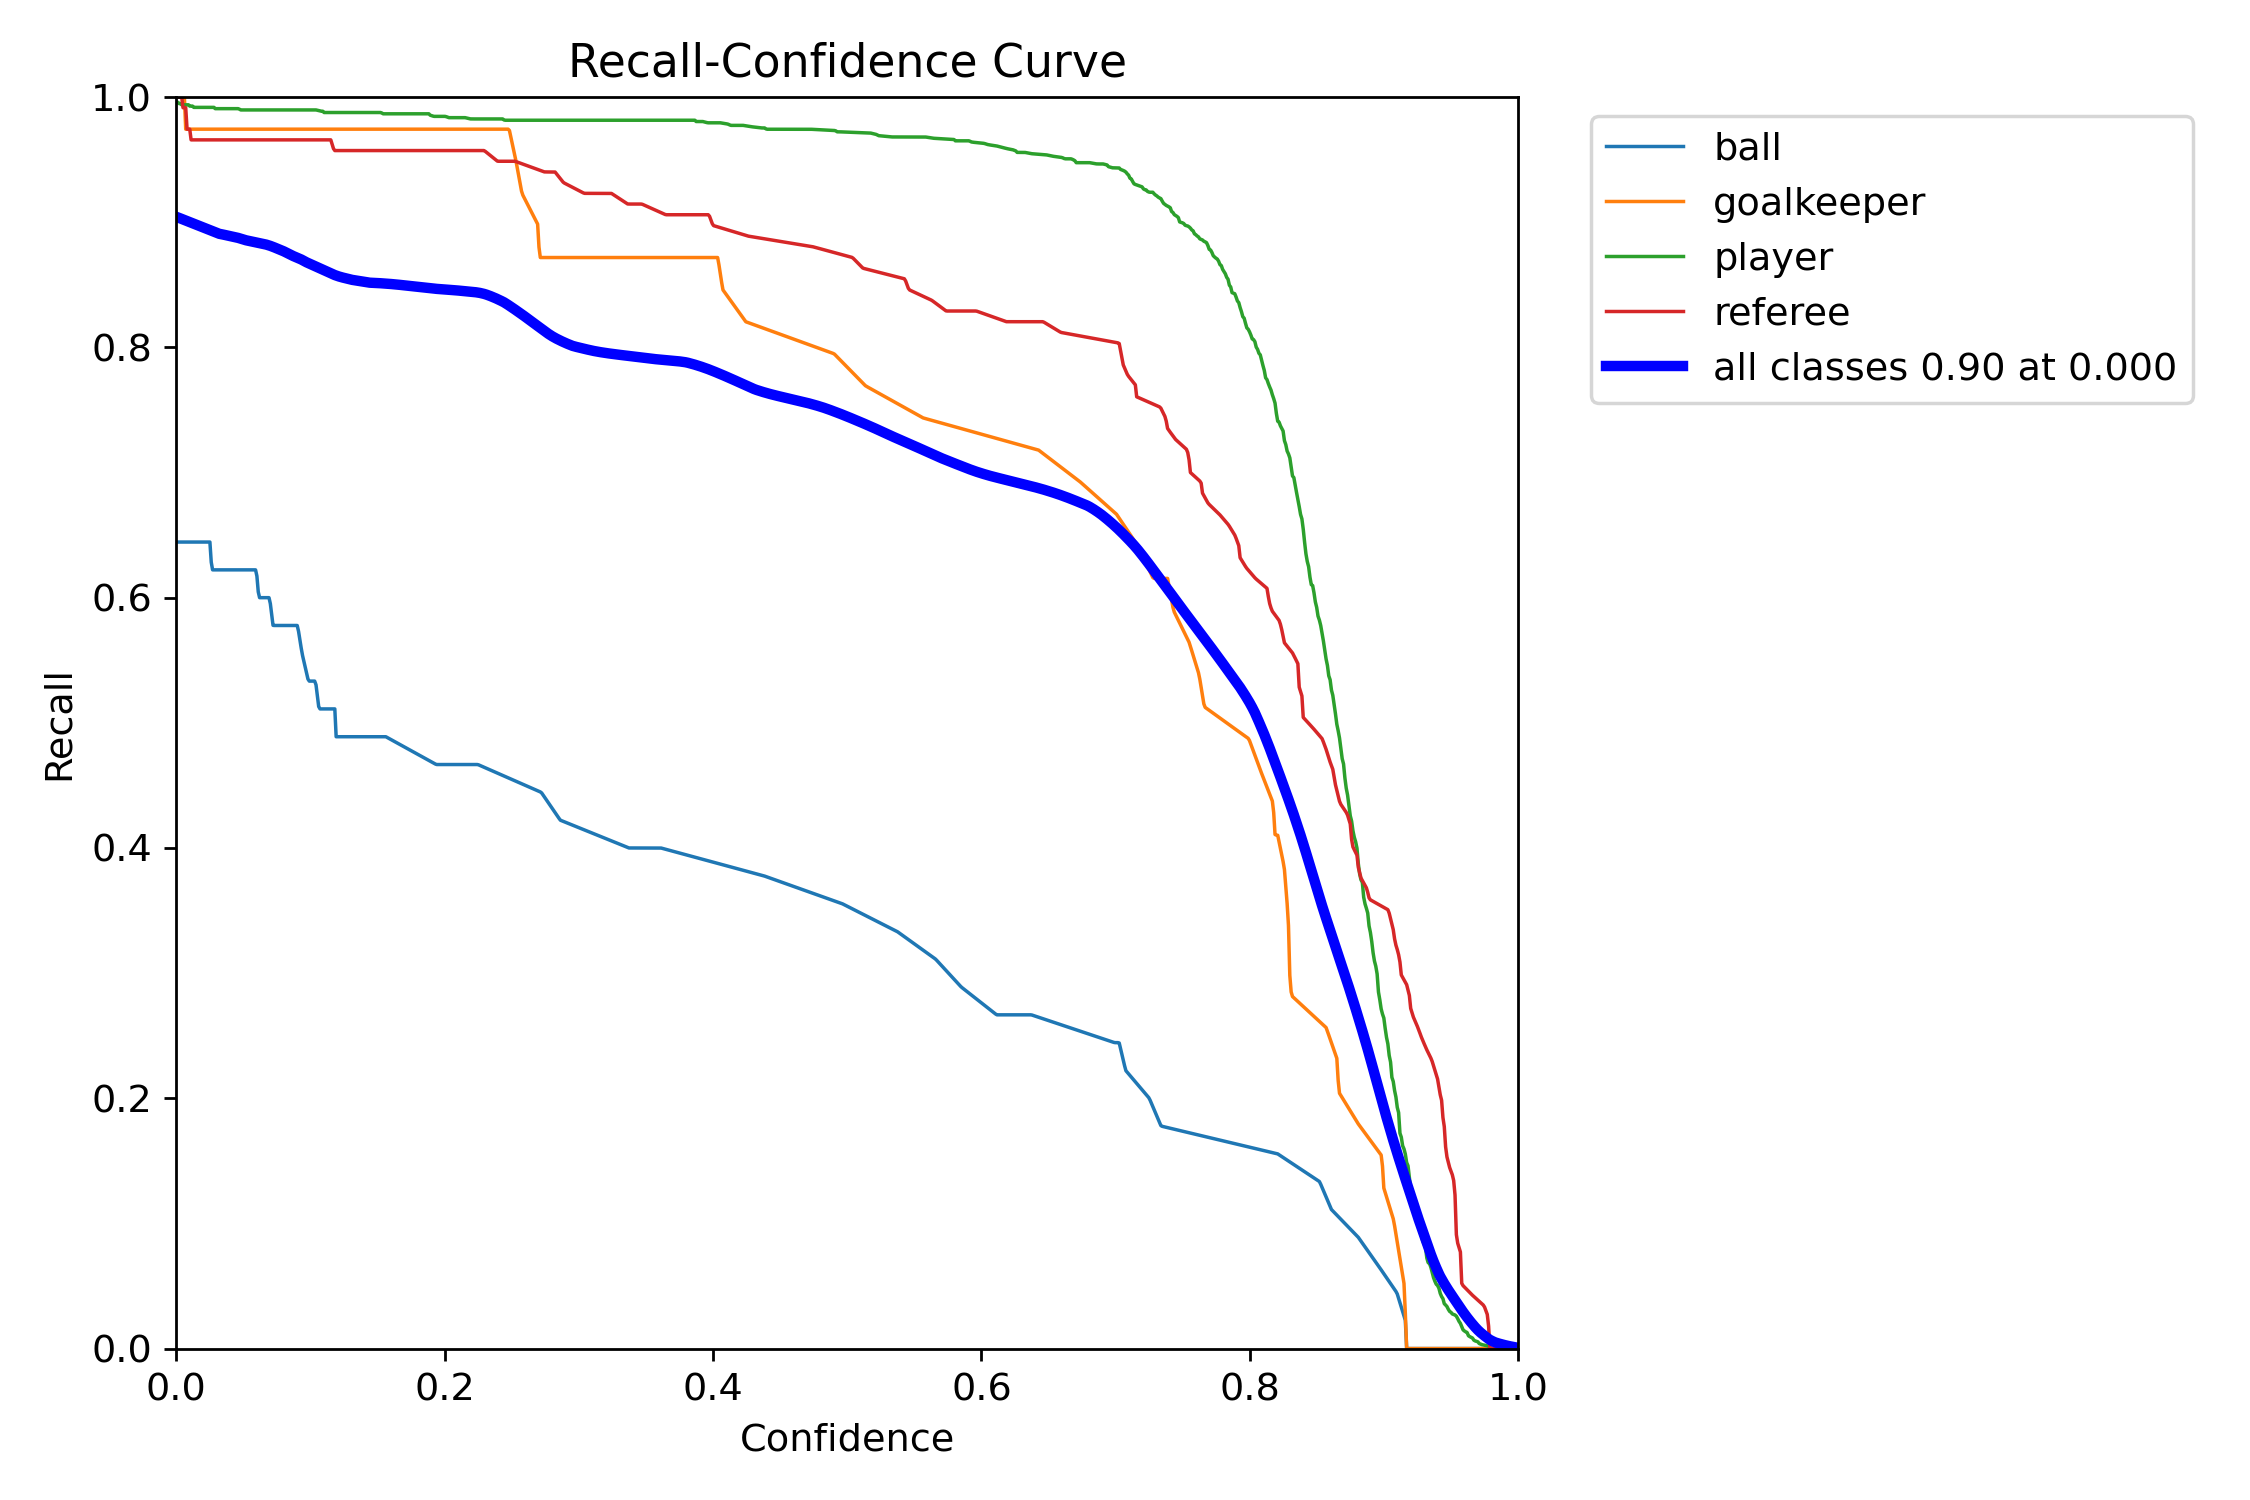 Recall-Confidence Curve
1.0
0.8
0.6
0.4
0.2
0.0
Recall
0.0 0.2 0.4 0.6 0.8 1.0
Confidence
ball
goalkeeper
player
referee
all classes 0.90 at 0.000